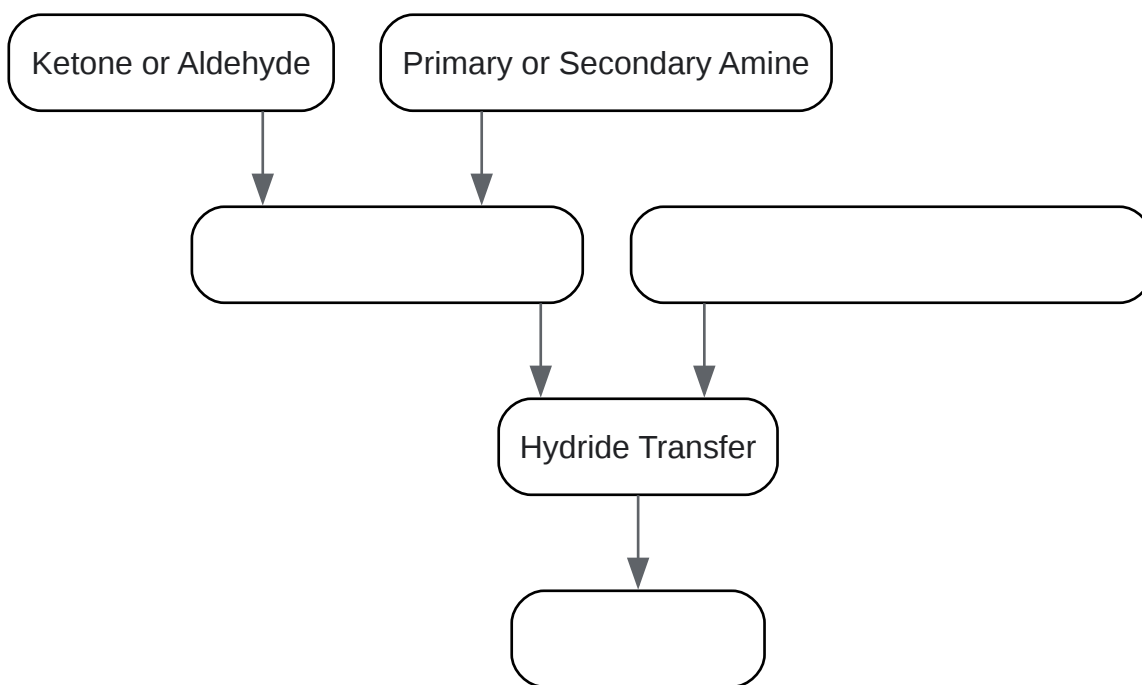 Ketone or Aldehyde
Primary or Secondary Amine
Hydride Transfer